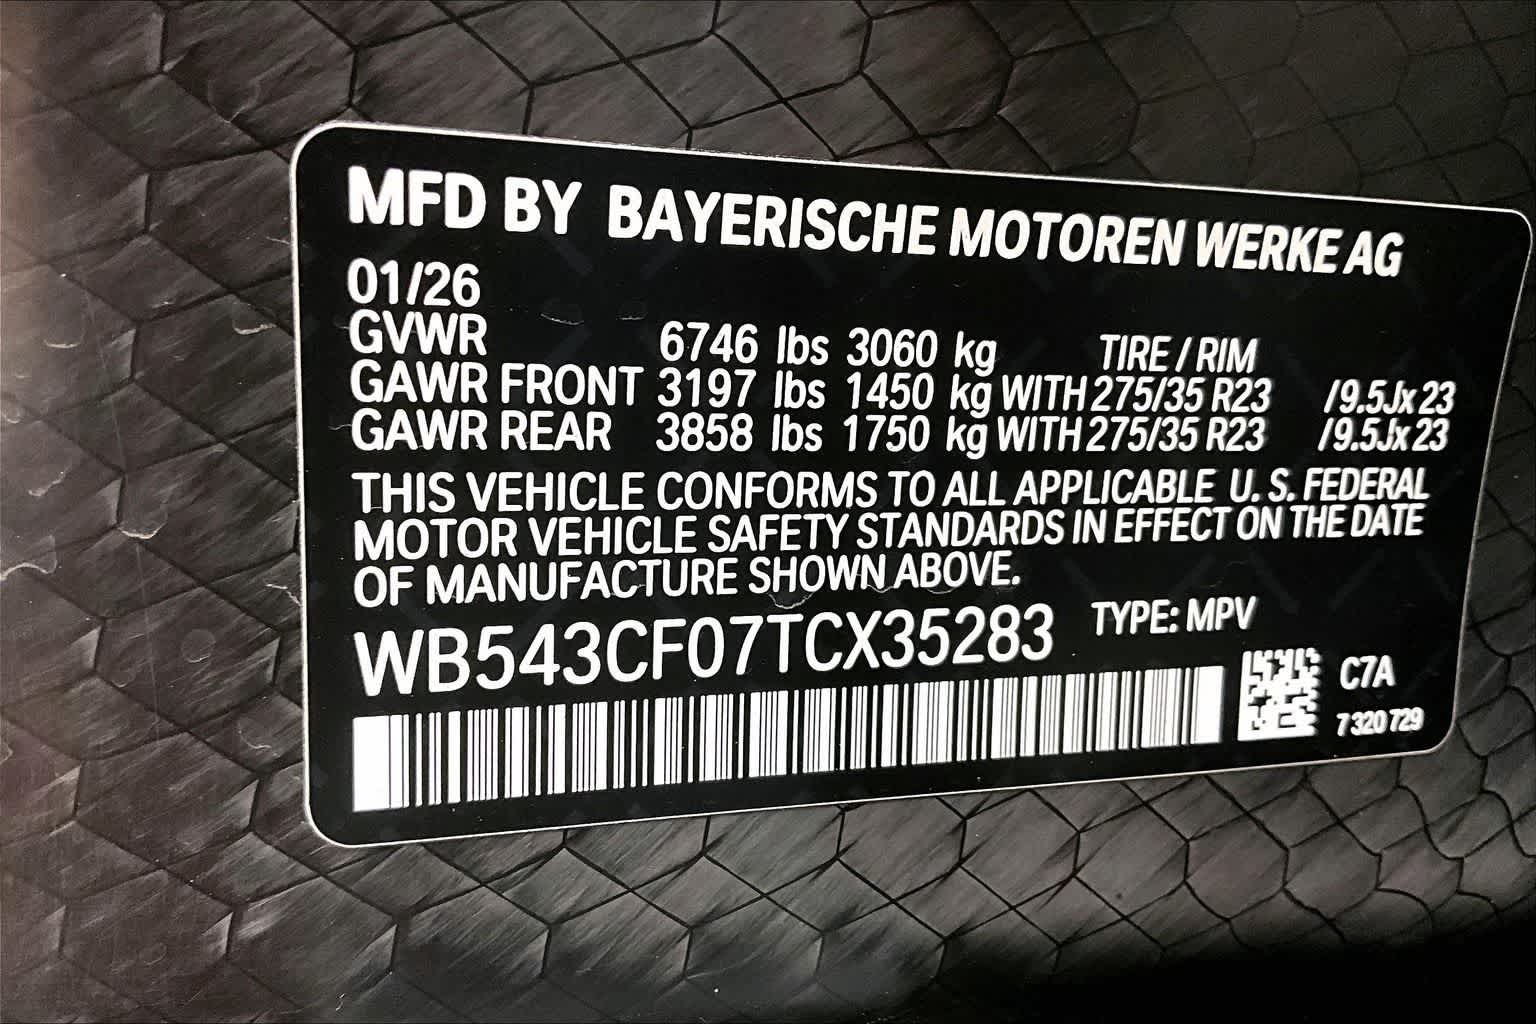 MFD BY BAYERISCHE MOTOREN WERKE AG
01/26
GVWR 6746 lbs 3060 kg TIRE / RIM
GAWR FRONT 3197 lbs 1450 kg WITH 275/35 R23 /9.5Jx23
GAWR REAR 3858 lbs 1750 kg WITH 275/35 R23 /9.5Jx23
THIS VEHICLE CONFORMS TO ALL APPLICABLE U. S. FEDERAL
MOTOR VEHICLE SAFETY STANDARDS IN EFFECT ON THE DATE
OF MANUFACTURE SHOWN ABOVE.
WB543CF07TCX35283 TYPE: MPV
C7A
7 320 729